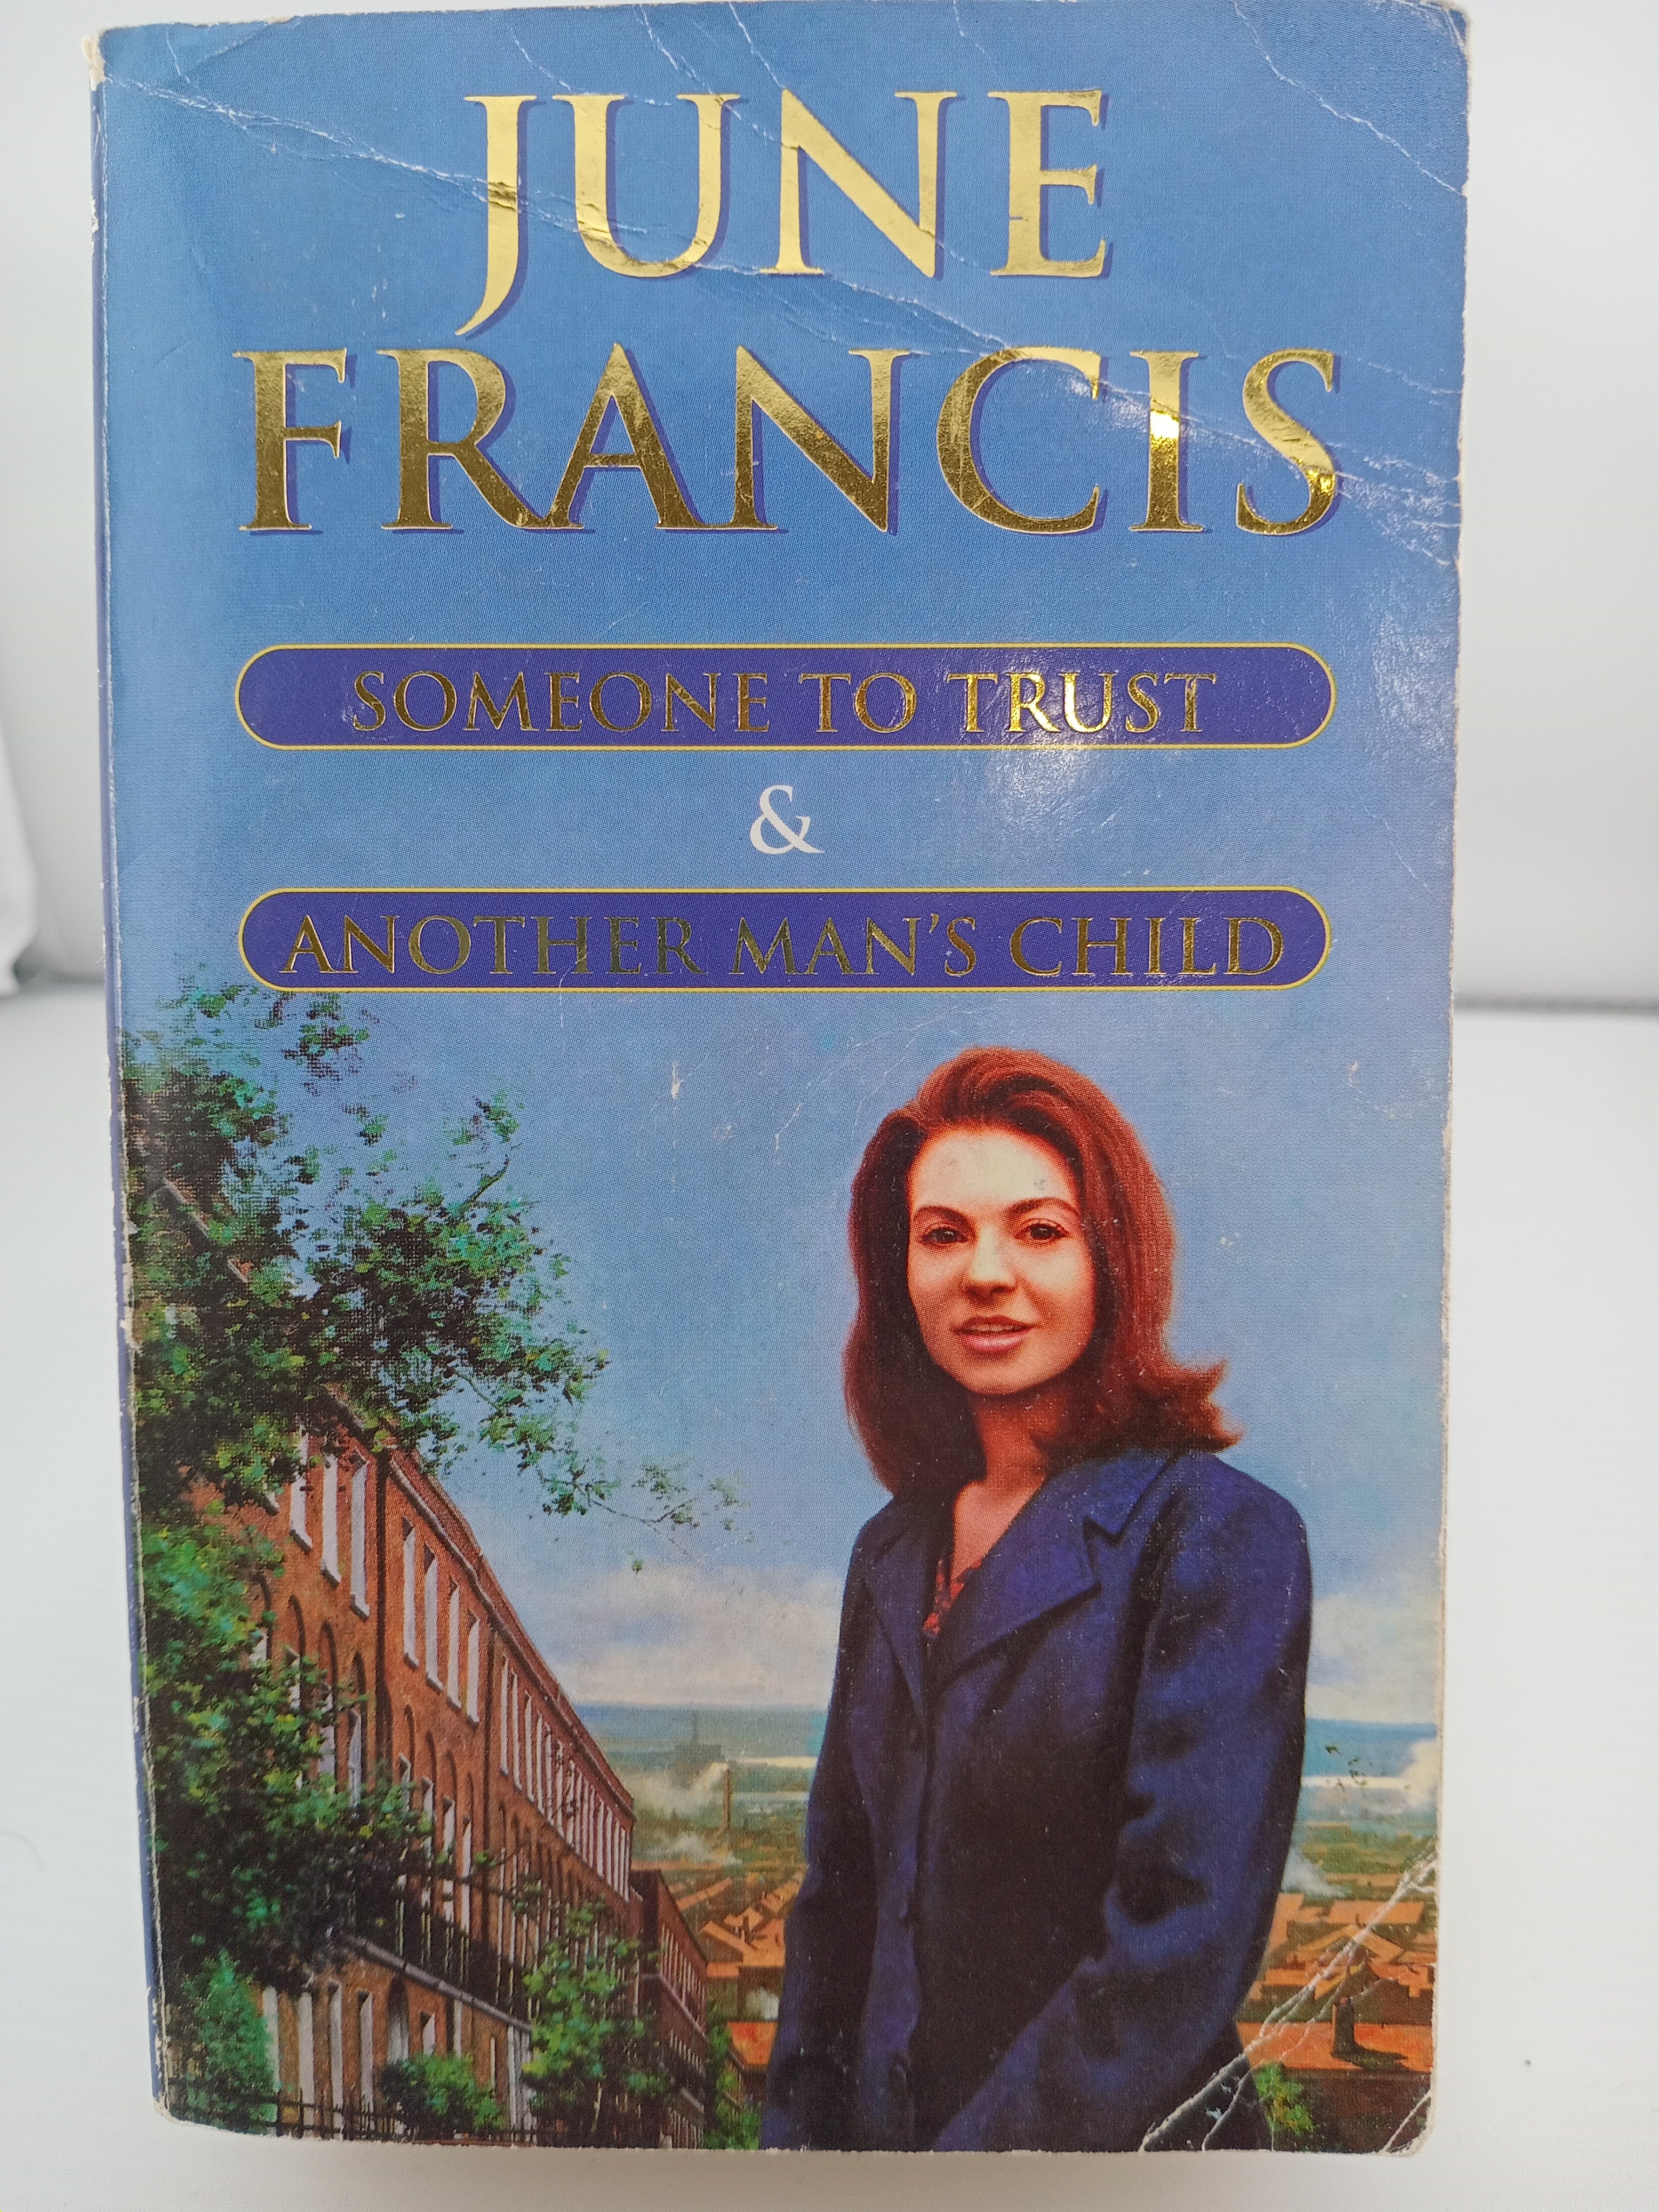 JUNE
FRANCIS
SOMEONE TO TRUST
&
ANOTHER MAN'S CHILD